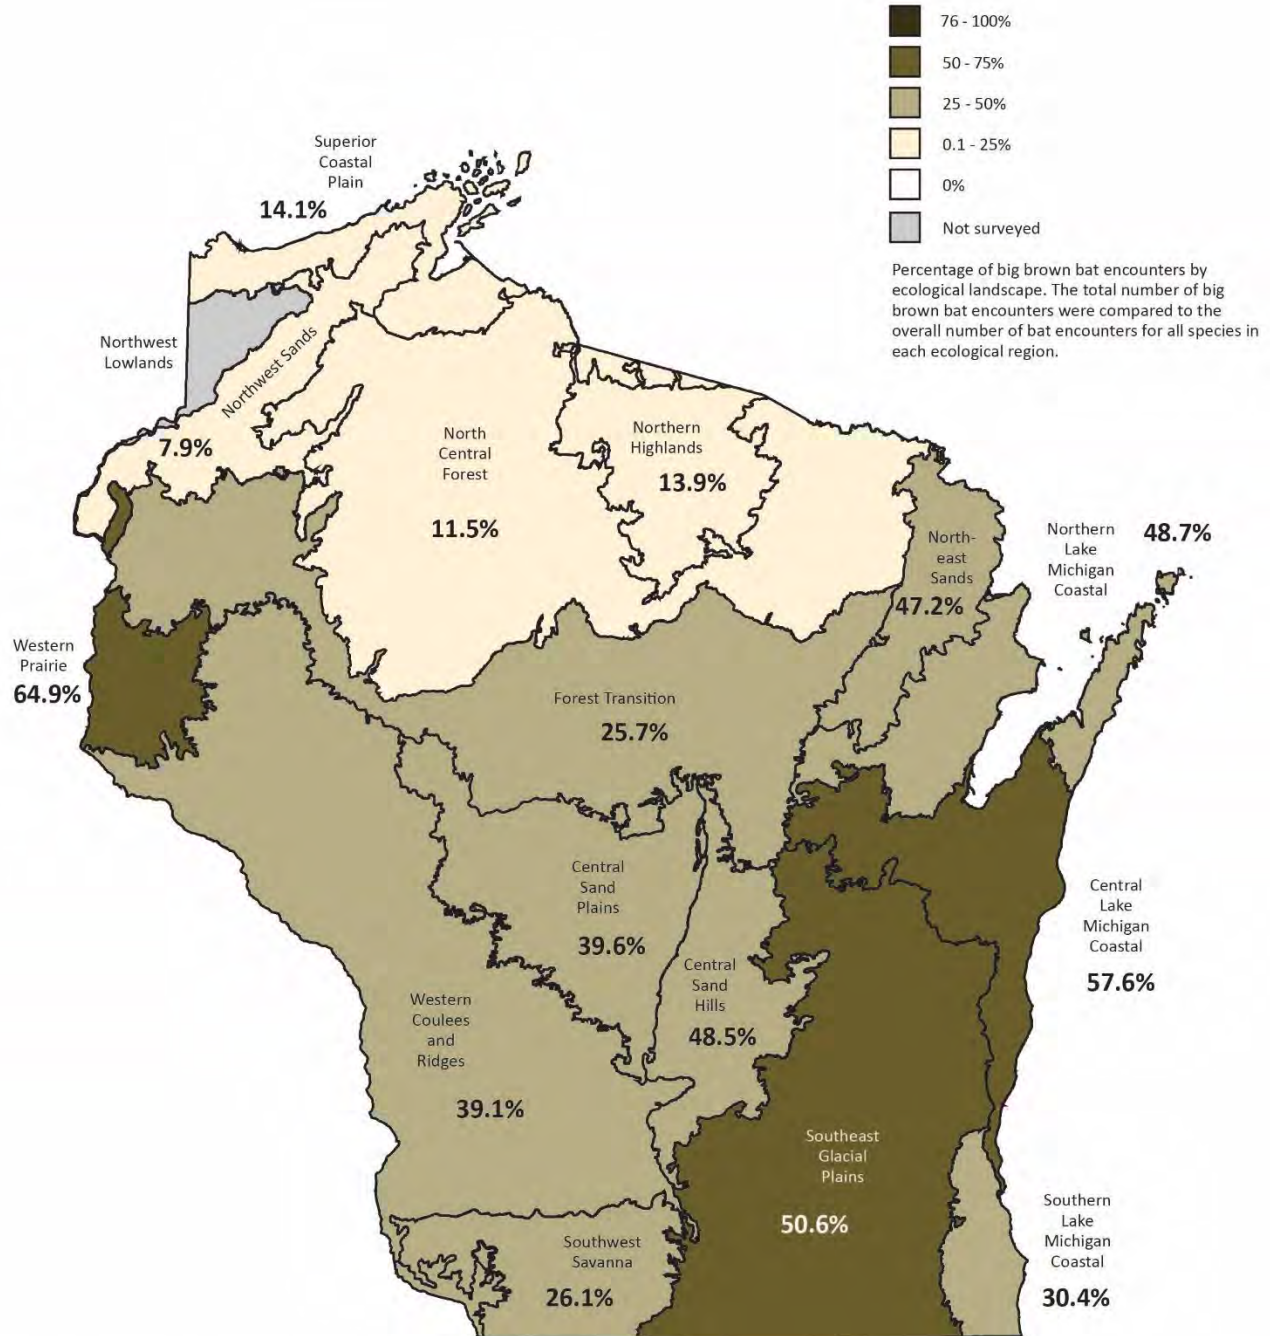 76 - 100%
50 - 75%
25 - 50%
0.1 - 25%
0%
Not surveyed
Percentage of big brown bat encounters by
ecological landscape. The total number of big
brown bat encounters were compared to the
overall number of bat encounters for all species in
each ecological region.
Superior
Coastal
Plain
14.1%
Northwest
Lowlands
Northwest Sands
7.9%
North
Central
Forest
11.5%
Northern
Highlands
13.9%
North-
east
Sands
47.2%
Northern
Lake
Michigan
Coastal
48.7%
Western
Prairie
64.9%
Forest Transition
25.7%
Central
Sand
Plains
39.6%
Central
Sand
Hills
48.5%
Central
Lake
Michigan
Coastal
57.6%
Western
Coulees
and
Ridges
39.1%
Southeast
Glacial
Plains
50.6%
Southwest
Savanna
26.1%
Southern
Lake
Michigan
Coastal
30.4%